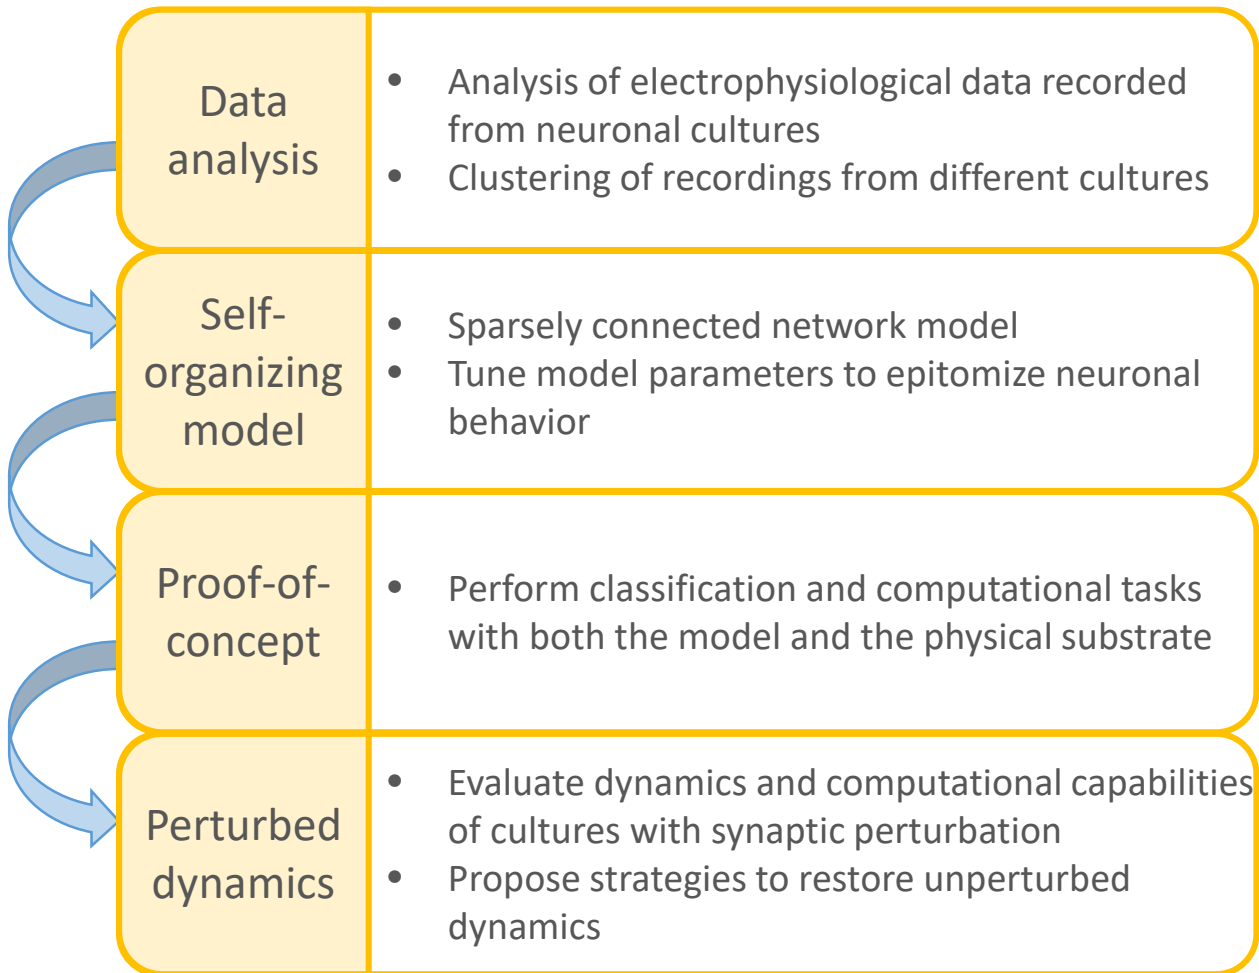 Data
analysis
• Analysis of electrophysiological data recorded
from neuronal cultures
• Clustering of recordings from different cultures
Self-
organizing
model
• Sparsely connected network model
• Tune model parameters to epitomize neuronal
behavior
Proof-of-
concept
• Perform classification and computational tasks
with both the model and the physical substrate
Perturbed
dynamics
• Evaluate dynamics and computational capabilities
of cultures with synaptic perturbation
• Propose strategies to restore unperturbed
dynamics